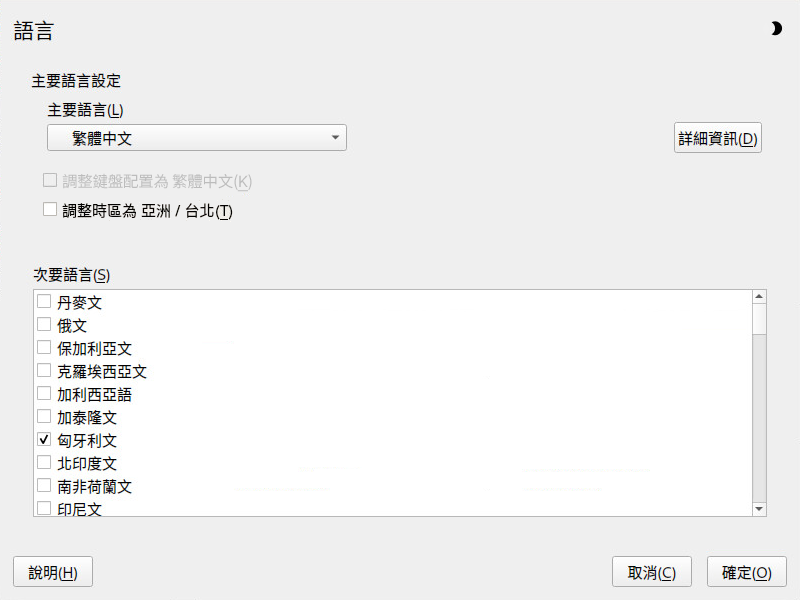 語言
主要語言設定
主要語言(L)
繁體中文
詳細資訊(D)
調整鍵盤配置為 繁體中文(K)
調整時區為 亞洲 / 台北(T)
次要語言(S)
丹麥文
俄文
保加利亞文
克羅埃西亞文
加利西亞語
加泰隆文
匈牙利文
北印度文
南非荷蘭文
印尼文
說明(H)
取消(C)
確定(O)